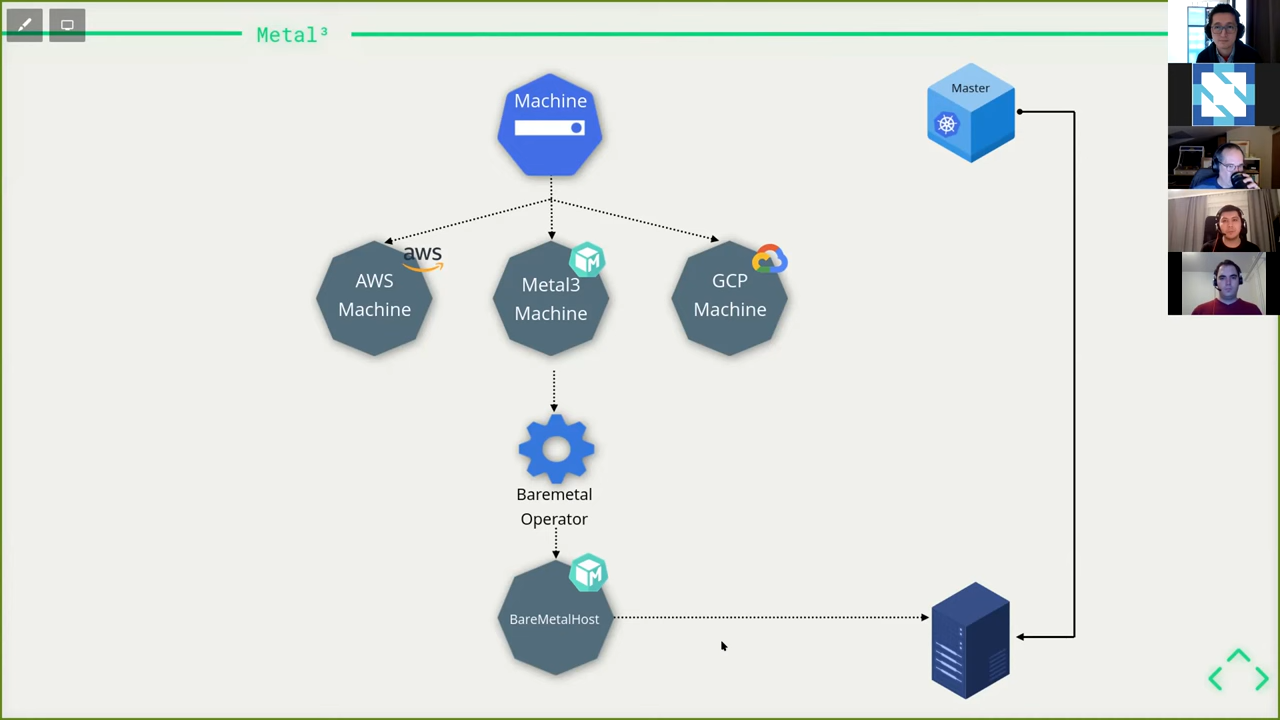 Metal³
Machine
Master
aws
AWS
Machine
Metal3
Machine
GCP
Machine
Baremetal
Operator
BareMetalHost